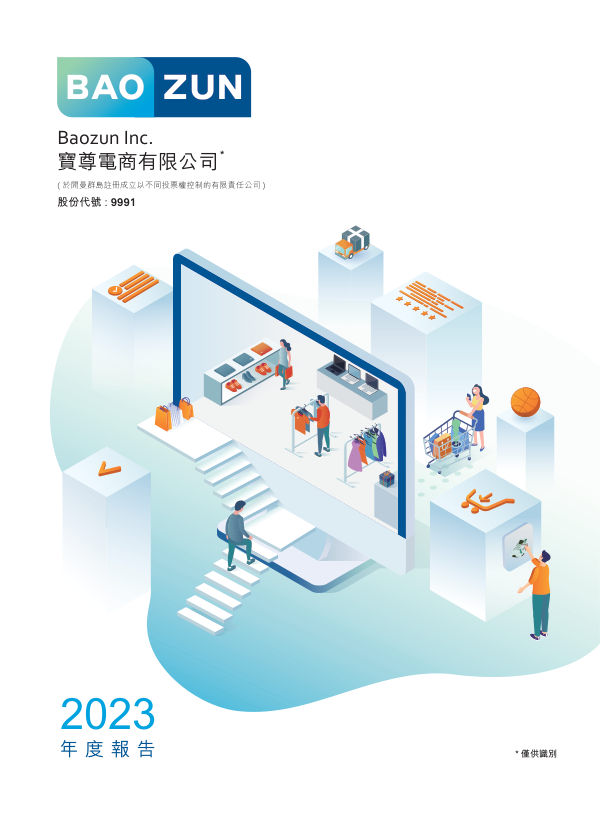 BAO ZUN
Baozun Inc.
寶尊電商有限公司*
(於開曼群島註冊成立以不同投票權控制的有限責任公司)
股份代號 : 9991
2023
年度報告
* 僅供識別